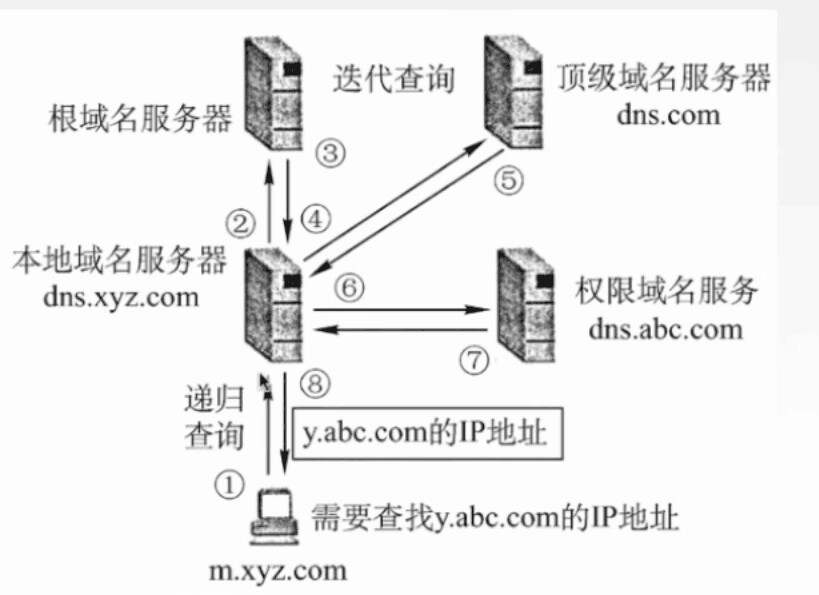 迭代查询
顶级域名服务器
dns.com
根域名服务器
③
⑤
②
④
本地域名服务器
dns.xyz.com
⑥
权限域名服务
dns.abc.com
⑦
⑧
递归
查询
y.abc.com的IP地址
①
需要查找y.abc.com的IP地址
m.xyz.com